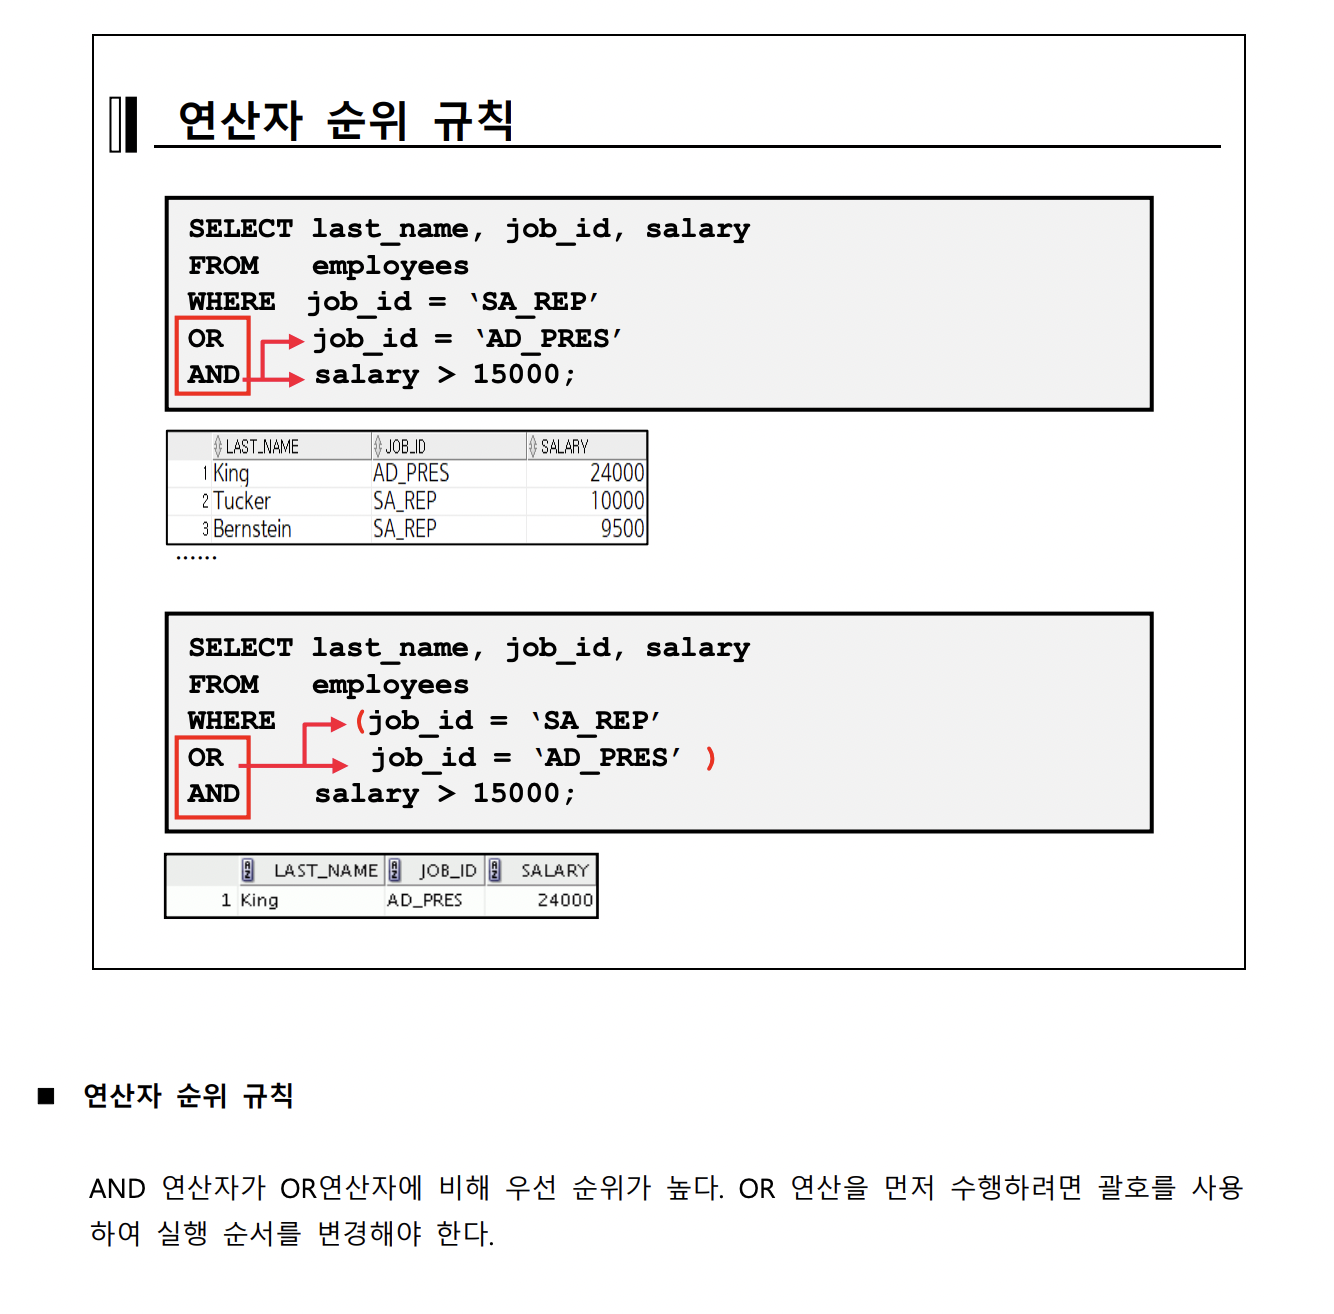 연산자 순위 규칙
SELECT last_name, job_id, salary
FROM employees
WHERE job_id = ‘SA_REP’
OR job_id = ‘AD_PRES’
AND salary > 15000;
LAST_NAME JOB_ID SALARY
1 King AD_PRES 24000
2 Tucker SA_REP 10000
3 Bernstein SA_REP 9500
......
SELECT last_name, job_id, salary
FROM employees
WHERE (job_id = ‘SA_REP’
OR job_id = ‘AD_PRES’ )
AND salary > 15000;
LAST_NAME JOB_ID SALARY
1 King AD_PRES 24000
■ 연산자 순위 규칙
AND 연산자가 OR연산자에 비해 우선 순위가 높다. OR 연산을 먼저 수행하려면 괄호를 사용
하여 실행 순서를 변경해야 한다.